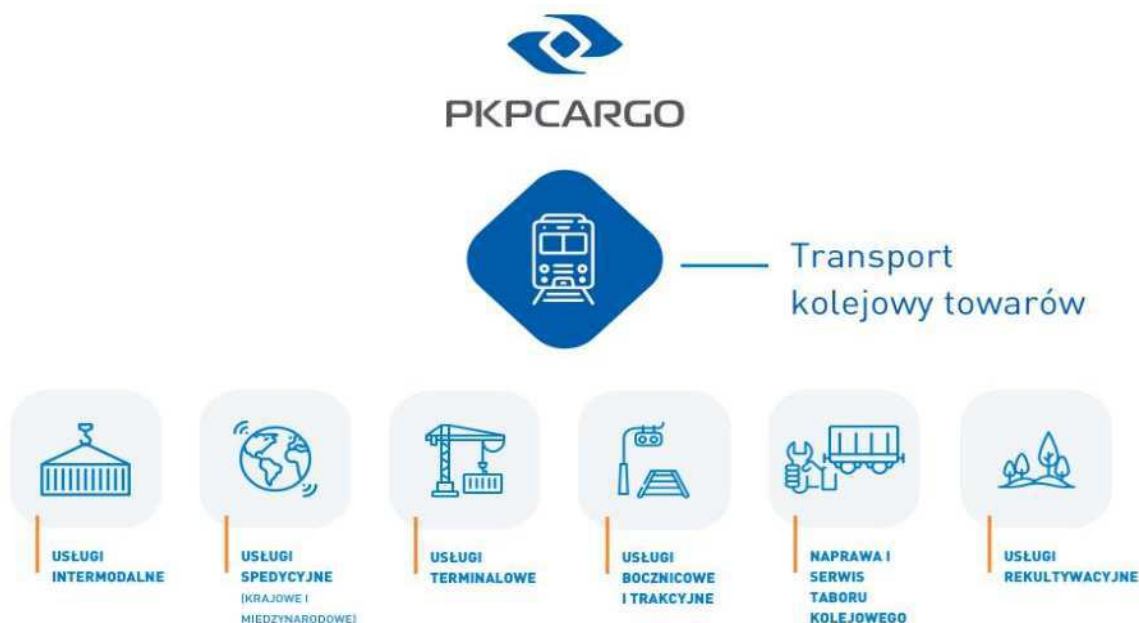 PKPCARGO
Transport
kolejowy towarów
USŁUGI
INTERMODALNE
USŁUGI
SPEDYCYJNE
(KRAJOWE I
MIĘDZYNARODOWE)
USŁUGI
TERMINALOWE
USŁUGI
BOCZNICOWE
I TRAKCYJNE
NAPRAWA I
SERWIS
TABORU
KOLEJOWEGO
USŁUGI
REKULTYWACYJNE